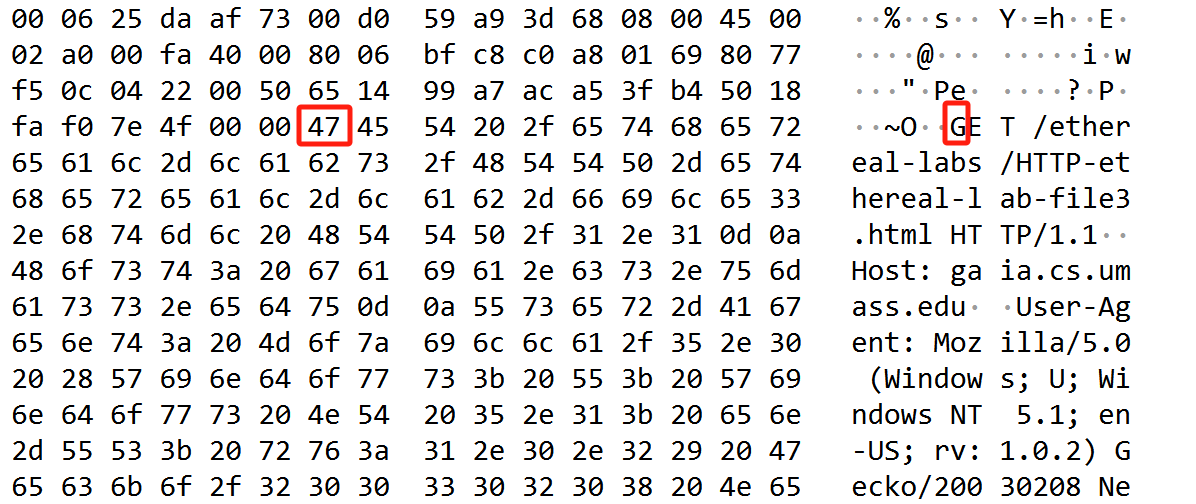 00 06 25 da af 73 00 d0 59 a9 3d 68 08 00 45 00 ··% ·s·· Y·=h··E·
02 a0 00 fa 40 00 80 06 bf c8 c0 a8 01 69 80 77 ····@··· ·····i·w
f5 0c 04 22 00 50 65 14 99 a7 ac a5 3f b4 50 18 ···"·Pe· ····?·P·
fa f0 7e 4f 00 00 47 45 54 20 2f 65 74 68 65 72 ··~O··GE T /ether
65 61 6c 2d 6c 61 62 73 2f 48 54 54 50 2d 65 74 eal-labs /HTTP-et
68 65 72 65 61 6c 2d 6c 61 62 2d 66 69 6c 65 33 hereal-l ab-file3
2e 68 74 6d 6c 20 48 54 54 50 2f 31 2e 31 0d 0a .html HT TP/1.1··
48 6f 73 74 3a 20 67 61 69 61 2e 63 73 2e 75 6d Host: ga ia.cs.um
61 73 73 2e 65 64 75 0d 0a 55 73 65 72 2d 41 67 ass.edu· ·User-Ag
65 6e 74 3a 20 4d 6f 7a 69 6c 6c 61 2f 35 2e 30 ent: Moz illa/5.0
20 28 57 69 6e 64 6f 77 73 3b 20 55 3b 20 57 69 (Window s; U; Wi
6e 64 6f 77 73 20 4e 54 20 35 2e 31 3b 20 65 6e ndows NT 5.1; en
2d 55 53 3b 20 72 76 3a 31 2e 30 2e 32 29 20 47 -US; rv: 1.0.2) G
65 63 6b 6f 2f 32 30 30 33 30 32 30 38 20 4e 65 ecko/200 30208 Ne